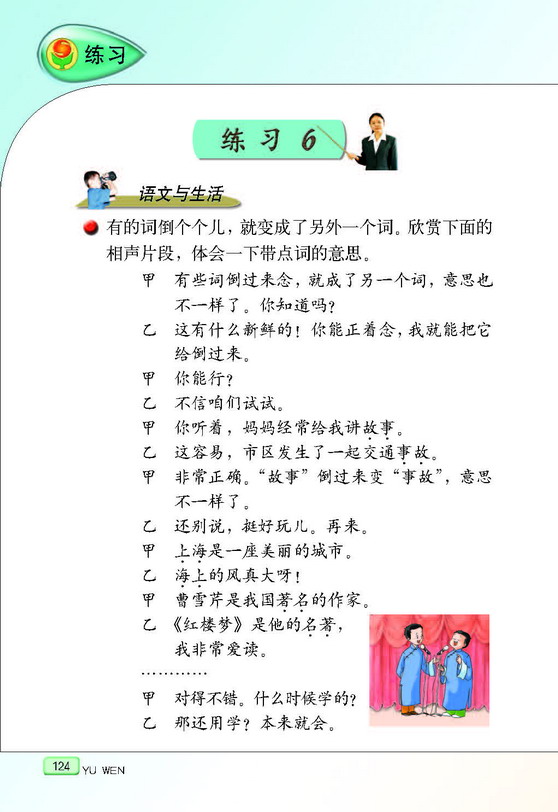 练习
练习 6
语文与生活
有的词倒个个儿，就变成了另外一个词。欣赏下面的
相声片段，体会一下带点词的意思。
甲 有些词倒过来念，就成了另一个词，意思也
不一样了。你知道吗？
乙 这有什么新鲜的！你能正着念，我就能把它
给倒过来。
甲 你能行？
乙 不信咱们试试。
甲 你听着，妈妈经常给我讲故事。
乙 这容易，市区发生了一起交通事故。
甲 非常正确。“故事”倒过来变“事故”，意思
不一样了。
乙 还别说，挺好玩儿。再来。
甲 上海是一座美丽的城市。
乙 海上的风真大呀！
甲 曹雪芹是我国著名的作家。
乙 《红楼梦》是他的名著，
我非常爱读。
…………
甲 对得不错。什么时候学的？
乙 那还用学？本来就会。
124 YU WEN